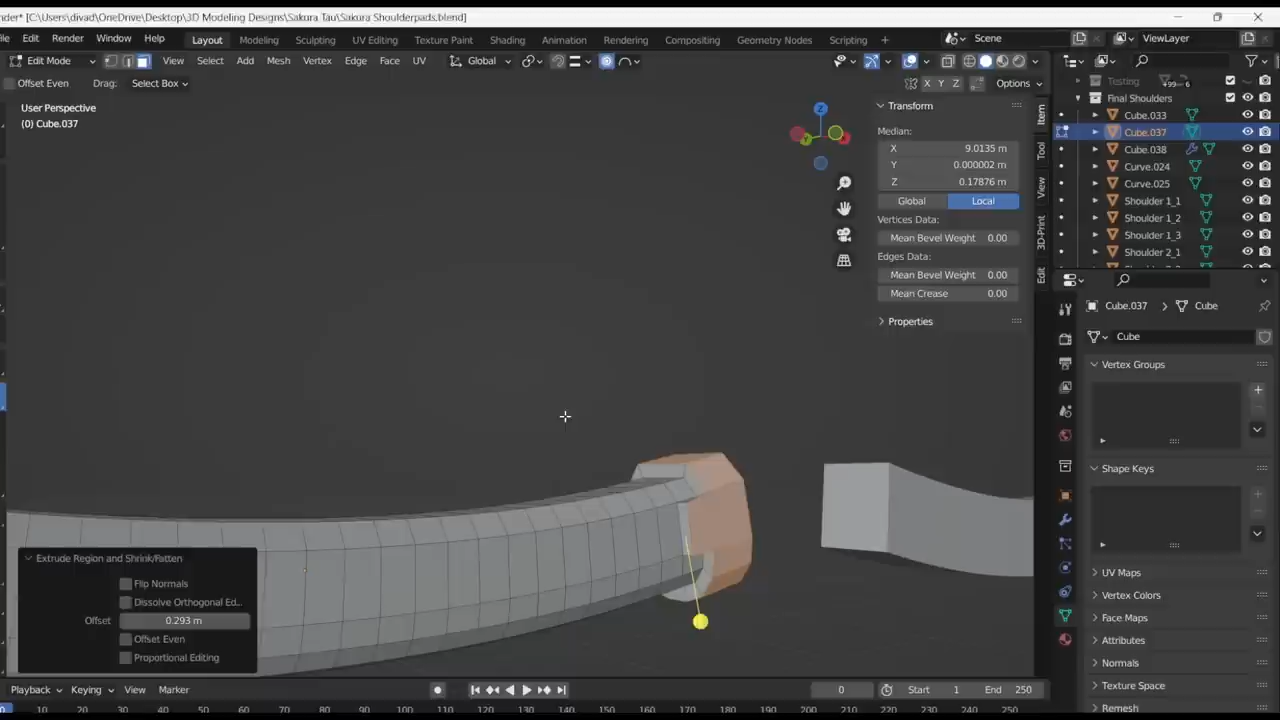 nder* [C:\Users\divad\OneDrive\Desktop\3D Modeling Designs\Sakura Tau\Sakura Shoulderpads.blend]
Edit Render Window Help Layout Modeling Sculpting UV Editing Texture Paint Shading Animation Rendering Compositing Geometry Nodes Scripting + Scene ViewLayer
Edit Mode View Select Add Mesh Vertex Edge Face UV Global
Offset Even Drag: Select Box X Y Z Options
User Perspective
(0) Cube.037
Z
Transform
Median:
X 9.0135 m
Y 0.000002 m
Z 0.17876 m
Global Local
Vertices Data:
Mean Bevel Weight 0.00
Edges Data:
Mean Bevel Weight 0.00
Mean Crease 0.00
Properties
Item
Tool
View
3D-Print
Edit
Testing +99 6
Final Shoulders
Cube.033
Cube.037
Cube.038
Curve.024
Curve.025
Shoulder 1_1
Shoulder 1_2
Shoulder 1_3
Shoulder 2_1
Cube.037 Cube
Cube
Vertex Groups
Shape Keys
UV Maps
Vertex Colors
Face Maps
Attributes
Normals
Texture Space
Remesh
Extrude Region and Shrink/Fatten
Flip Normals
Dissolve Orthogonal Ed...
Offset 0.293 m
Offset Even
Proportional Editing
Playback Keying View Marker 0 Start 1 End 250
0 10 20 30 40 50 60 70 80 90 100 110 120 130 140 150 160 170 180 190 200 210 220 230 240 250